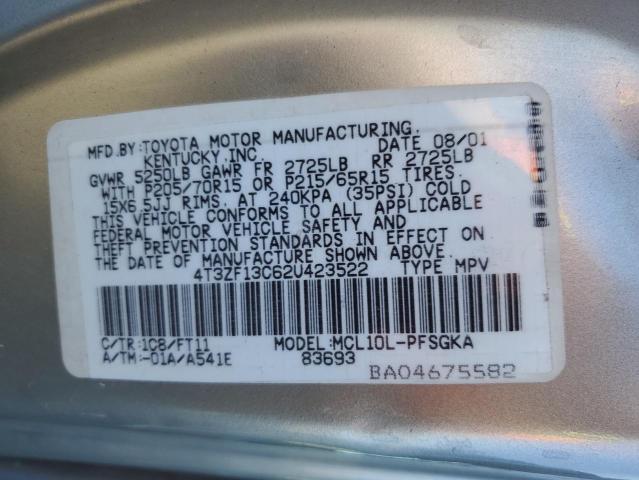 MFD.BY:TOYOTA MOTOR MANUFACTURING,
KENTUCKY,INC. DATE 08/01
GVWR 5250LB GAWR FR 2725LB RR 2725LB
WITH P205/70R15 OR P215/65R15 TIRES
15X6.5JJ RIMS, AT 240KPA (35PSI) COLD
THIS VEHICLE CONFORMS TO ALL APPLICABLE
FEDERAL MOTOR VEHICLE SAFETY AND
THEFT PREVENTION STANDARDS IN EFFECT ON
THE DATE OF MANUFACTURE SHOWN ABOVE.
4T3ZF13C62U423522 TYPE MPV
C/TR:1C8/FT11 MODEL:MCL10L-PFSGKA
A/TM:-01A/A541E 83693
BA04675582